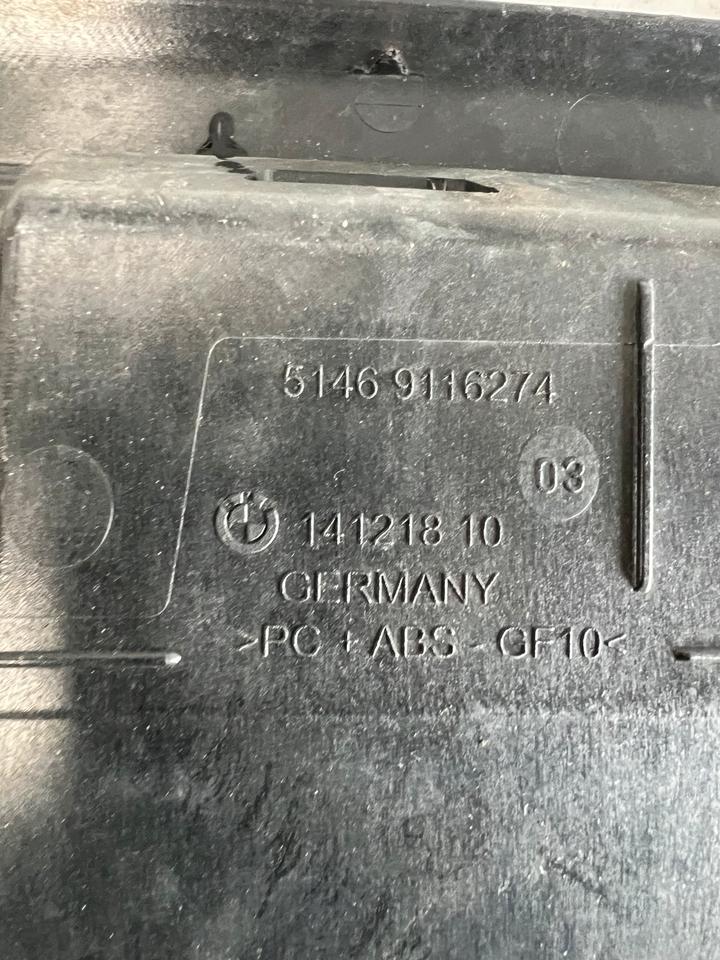 5146 9116274
03
141218 10
GERMANY
>PC + ABS - GF10<